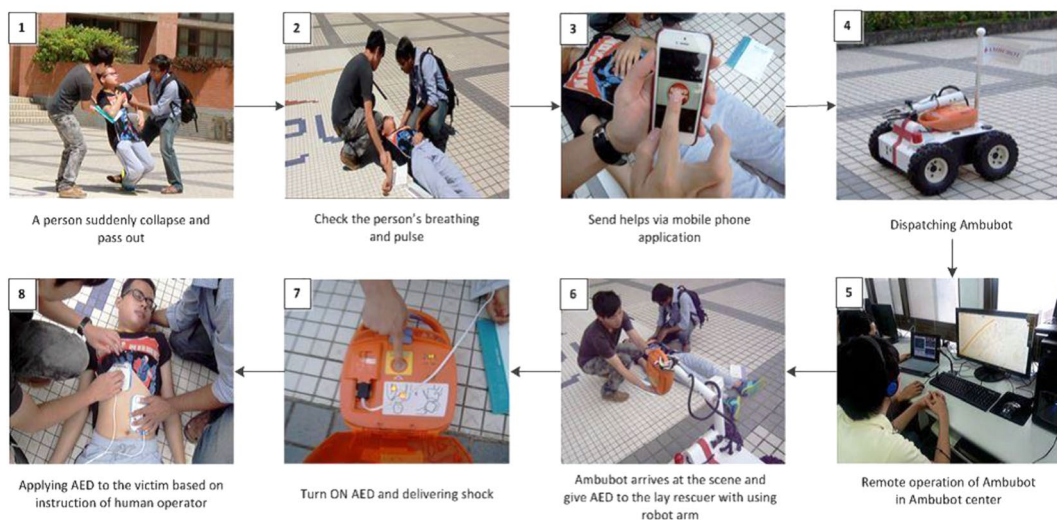 1
A person suddenly collapse and
pass out
2
Check the person's breathing
and pulse
3
Send helps via mobile phone
application
4
Dispatching Ambubot
5
Remote operation of Ambubot
in Ambubot center
6
Ambubot arrives at the scene and
give AED to the lay rescuer with using
robot arm
7
Turn ON AED and delivering shock
8
Applying AED to the victim based on
instruction of human operator